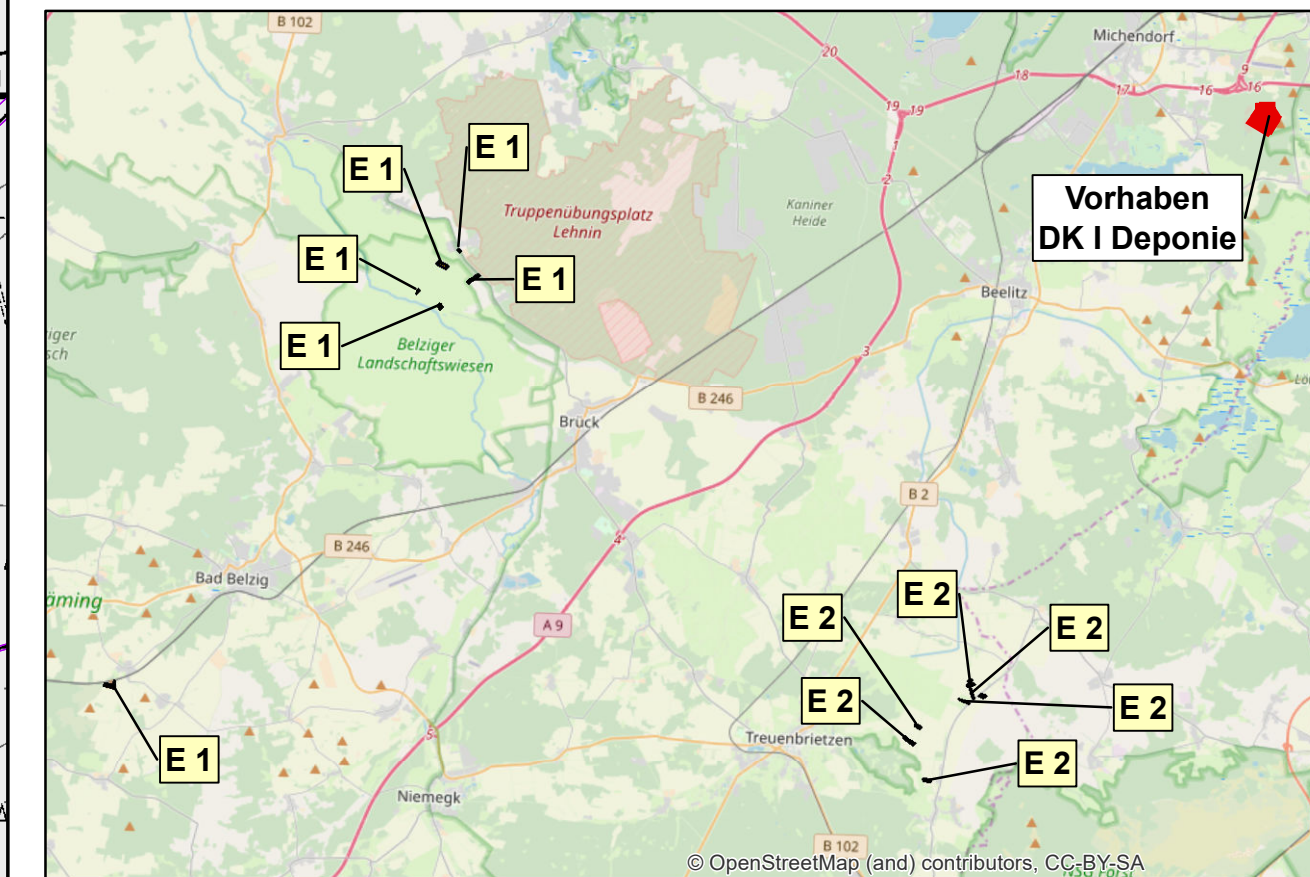 B 102
Michendorf
20
9
18
17
16
16
19
19
1
E 1
E 1
2
Kaniner
Heide
Vorhaben
DK I Deponie
Truppenübungsplatz
Lehnin
E 1
E 1
Beelitz
E 1
Belziger
Landschaftswiesen
3
B 246
Brück
B 2
4
B 246
Bad Belzig
E 2
E 2
E 2
A 9
E 2
E 2
5
Treuenbrietzen
E 1
E 2
Niemegk
B 102
© OpenStreetMap (and) contributors, CC-BY-SA